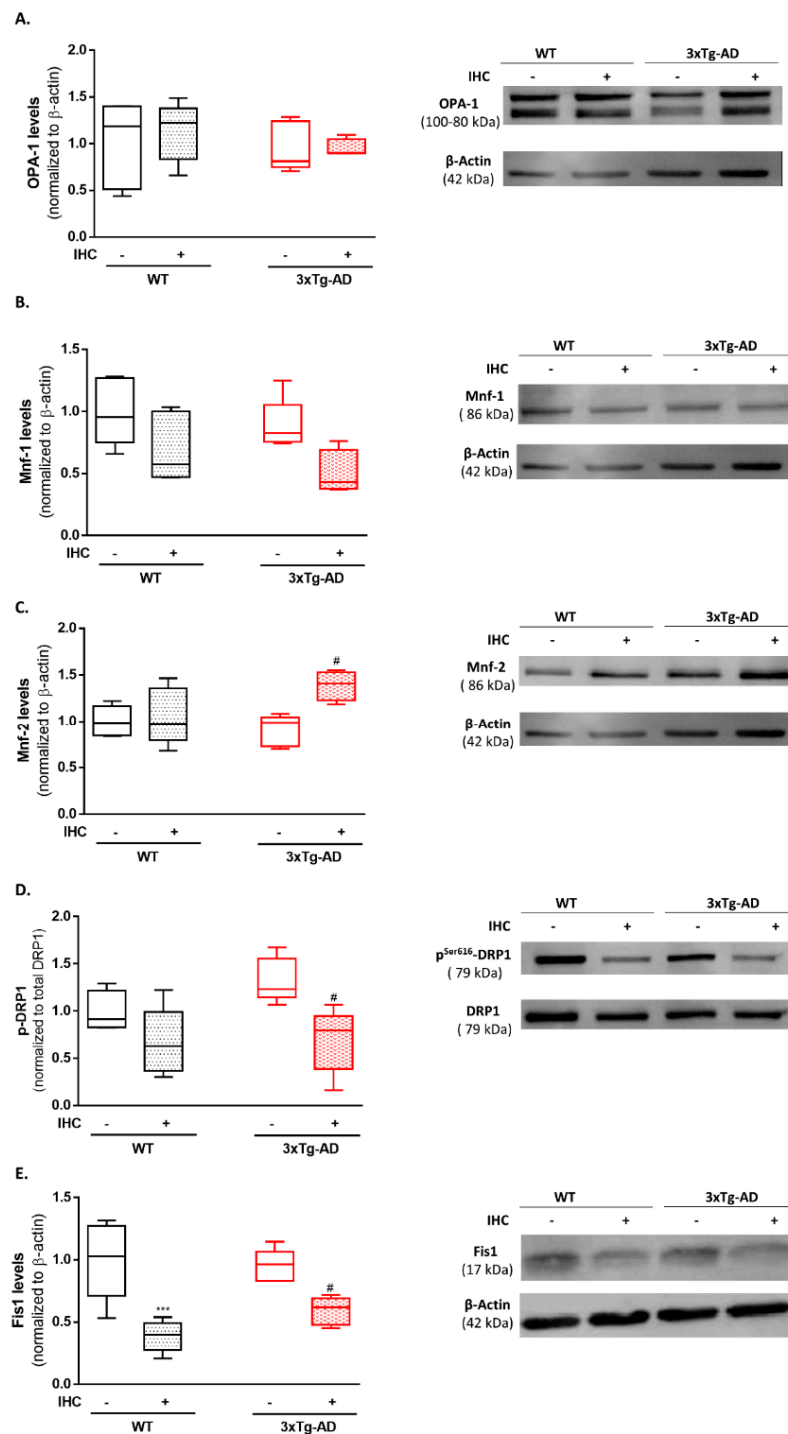 A.
OPA-1 levels
(normalized to β-actin)
2.0
1.5
1.0
0.5
0.0
IHC - + - +
WT 3xTg-AD
WT 3xTg-AD
IHC - + - +
OPA-1
(100-80 kDa)
β-Actin
(42 kDa)
B.
Mnf-1 levels
(normalized to β-actin)
1.5
1.0
0.5
0.0
IHC - + - +
WT 3xTg-AD
WT 3xTg-AD
IHC - + - +
Mnf-1
( 86 kDa)
β-Actin
(42 kDa)
C.
Mnf-2 levels
(normalized to β-actin)
2.0
1.5
1.0
0.5
0.0
#
IHC - + - +
WT 3xTg-AD
WT 3xTg-AD
IHC - + - +
Mnf-2
( 86 kDa)
β-Actin
(42 kDa)
D.
p-DRP1
(normalized to total DRP1)
2.0
1.5
1.0
0.5
0.0
#
IHC - + - +
WT 3xTg-AD
WT 3xTg-AD
IHC - + - +
pSer616-DRP1
( 79 kDa)
DRP1
( 79 kDa)
E.
Fis1 levels
(normalized to β-actin)
1.5
1.0
0.5
0.0
***
#
IHC - + - +
WT 3xTg-AD
WT 3xTg-AD
IHC - + - +
Fis1
(17 kDa)
β-Actin
(42 kDa)